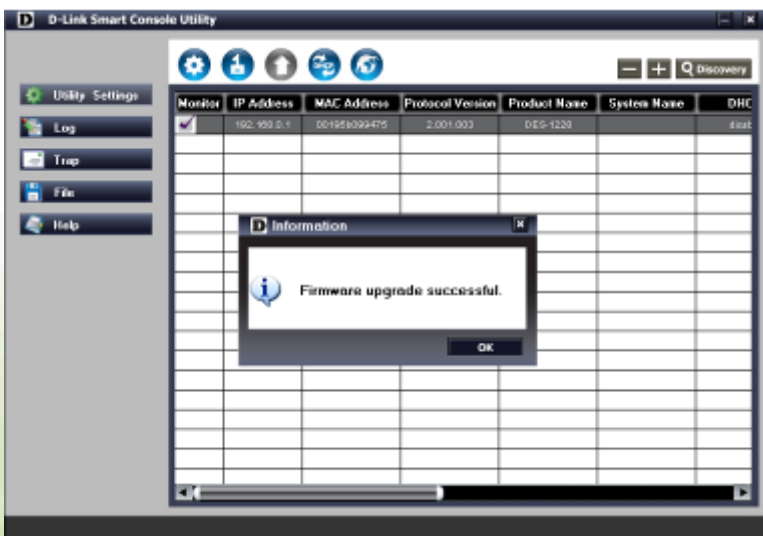 D D-Link Smart Console Utility
Discovery
Utility Settings
Log
Trap
File
Help
Monitor IP Address MAC Address Protocol Version Product Name System Name DHC
192.168.0.1 00195b099475 2.001.003 DES-1228
D Information
Firmware upgrade successful.
OK